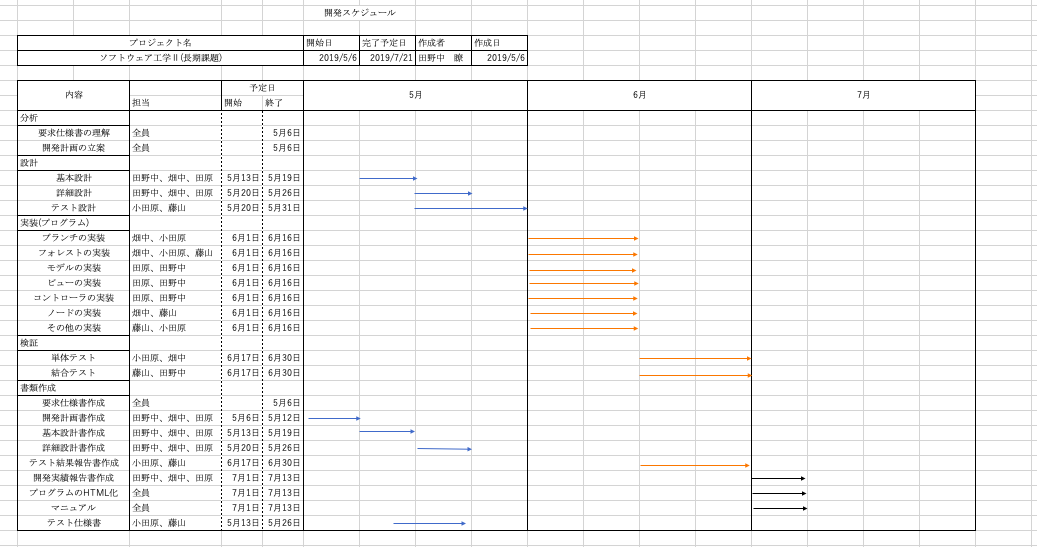 開発スケジュール
プロジェクト名 開始日 完了予定日 作成者 作成日
ソフトウェア工学Ⅱ(長期課題) 2019/5/6 2019/7/21 田野中 瞭 2019/5/6
内容 担当 予定日 5月 6月 7月
開始 終了
分析
要求仕様書の理解 全員 5月6日
開発計画の立案 全員 5月6日
設計
基本設計 田野中、畑中、田原 5月13日 5月19日
詳細設計 田野中、畑中、田原 5月20日 5月26日
テスト設計 小田原、藤山 5月20日 5月31日
実装(プログラム)
ブランチの実装 畑中、小田原 6月1日 6月16日
フォレストの実装 畑中、小田原、藤山 6月1日 6月16日
モデルの実装 田原、田野中 6月1日 6月16日
ビューの実装 田原、田野中 6月1日 6月16日
コントローラの実装 田原、田野中 6月1日 6月16日
ノードの実装 畑中、藤山 6月1日 6月16日
その他の実装 藤山、小田原 6月1日 6月16日
検証
単体テスト 小田原、畑中 6月17日 6月30日
結合テスト 藤山、田野中 6月17日 6月30日
書類作成
要求仕様書作成 全員 5月6日
開発計画書作成 田野中、畑中、田原 5月6日 5月12日
基本設計書作成 田野中、畑中、田原 5月13日 5月19日
詳細設計書作成 田野中、畑中、田原 5月20日 5月26日
テスト結果報告書作成 小田原、藤山 6月17日 6月30日
開発実績報告書作成 田野中、畑中、田原 7月1日 7月13日
プログラムのHTML化 全員 7月1日 7月13日
マニュアル 全員 7月1日 7月13日
テスト仕様書 小田原、藤山 5月13日 5月26日